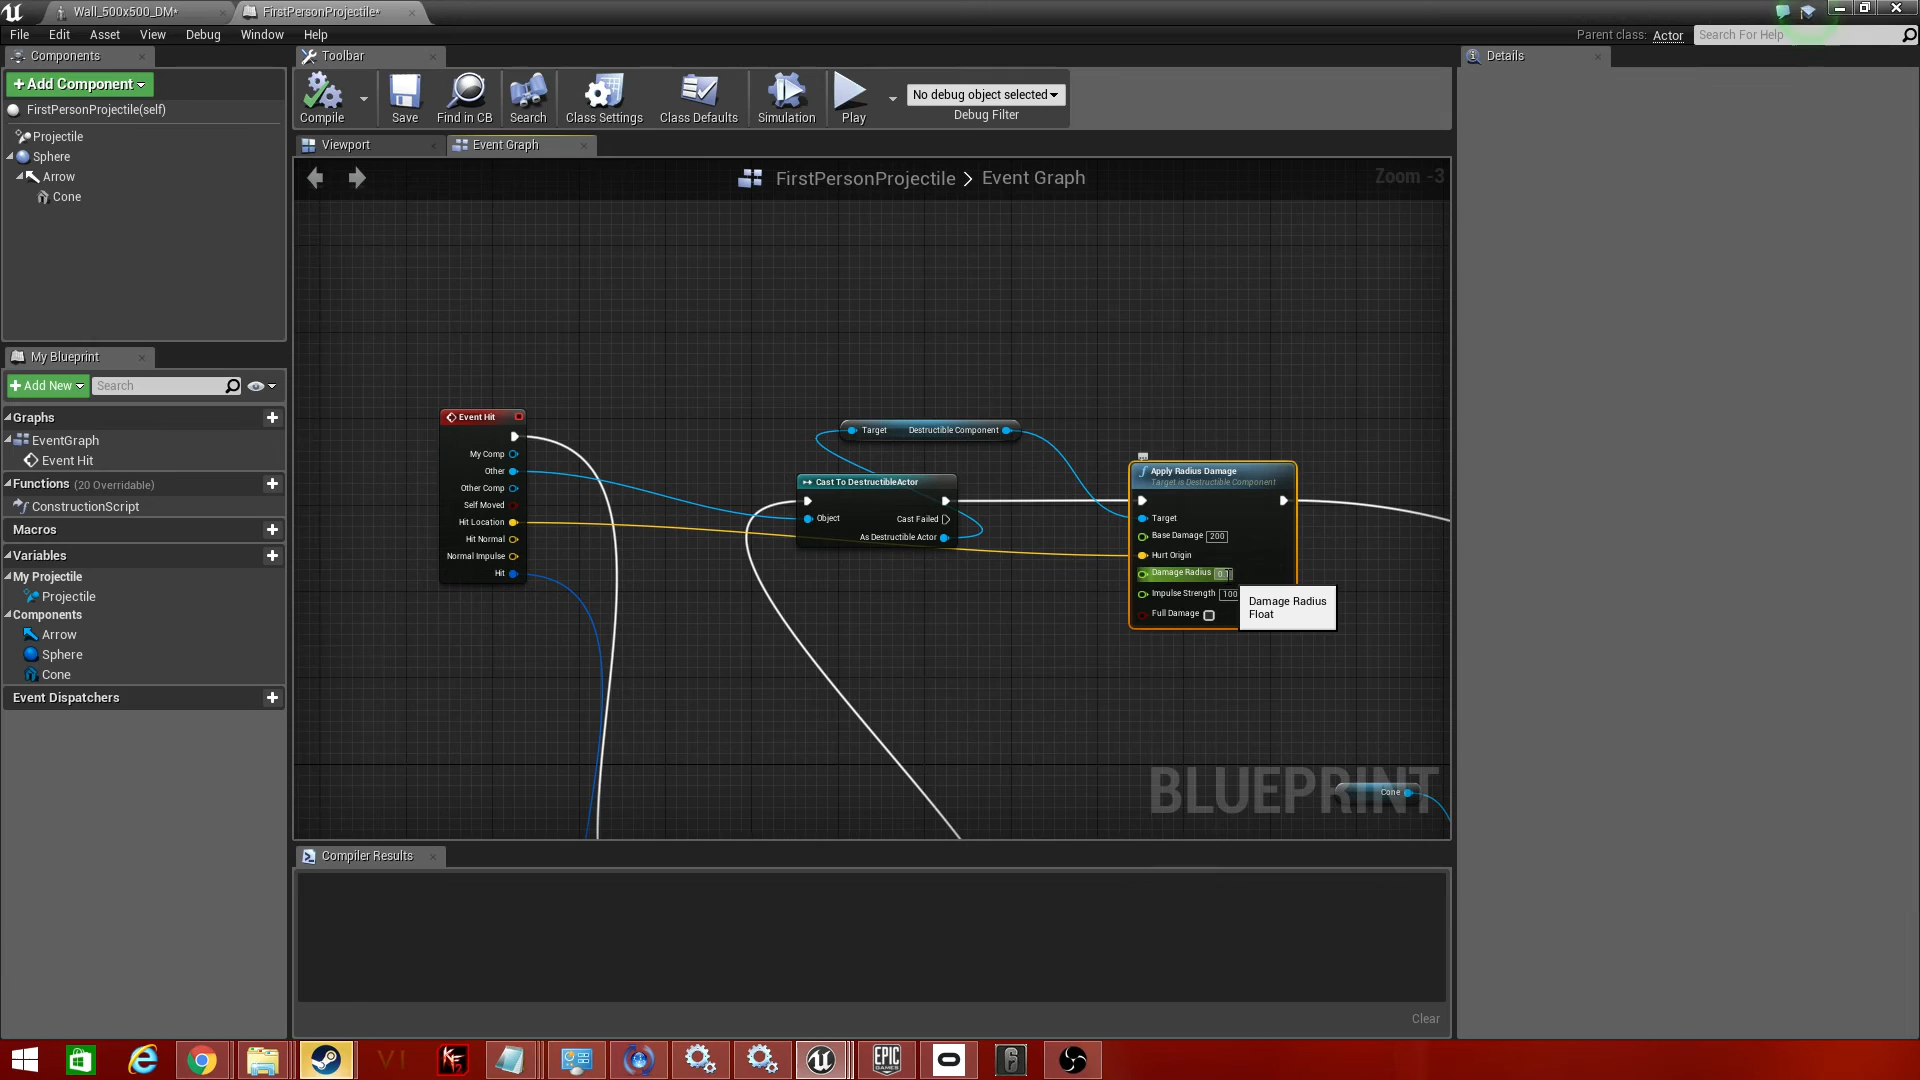 Wall_500x500_DM*
FirstPersonProjectile*
File Edit Asset View Debug Window Help
Parent class: Actor
Search For Help
Components
Toolbar
Details
+ Add Component
FirstPersonProjectile(self)
Projectile
Sphere
Arrow
Cone
Compile
Save
Find in CB
Search
Class Settings
Class Defaults
Simulation
Play
No debug object selected
Debug Filter
Viewport
Event Graph
FirstPersonProjectile > Event Graph
Zoom -3
My Blueprint
+ Add New
Search
Graphs
EventGraph
Event Hit
Functions (20 Overridable)
ConstructionScript
Macros
Variables
My Projectile
Projectile
Components
Arrow
Sphere
Cone
Event Dispatchers
Event Hit
My Comp
Other
Other Comp
Self Moved
Hit Location
Hit Normal
Normal Impulse
Hit
Target Destructible Component
Cast To DestructibleActor
Object
Cast Failed
As Destructible Actor
Apply Radius Damage
Target is Destructible Component
Target
Base Damage 200
Hurt Origin
Damage Radius
Impulse Strength 100
Full Damage
Damage Radius
Float
Cone
BLUEPRINT
Compiler Results
Clear
VI
EPIC
GAMES
6